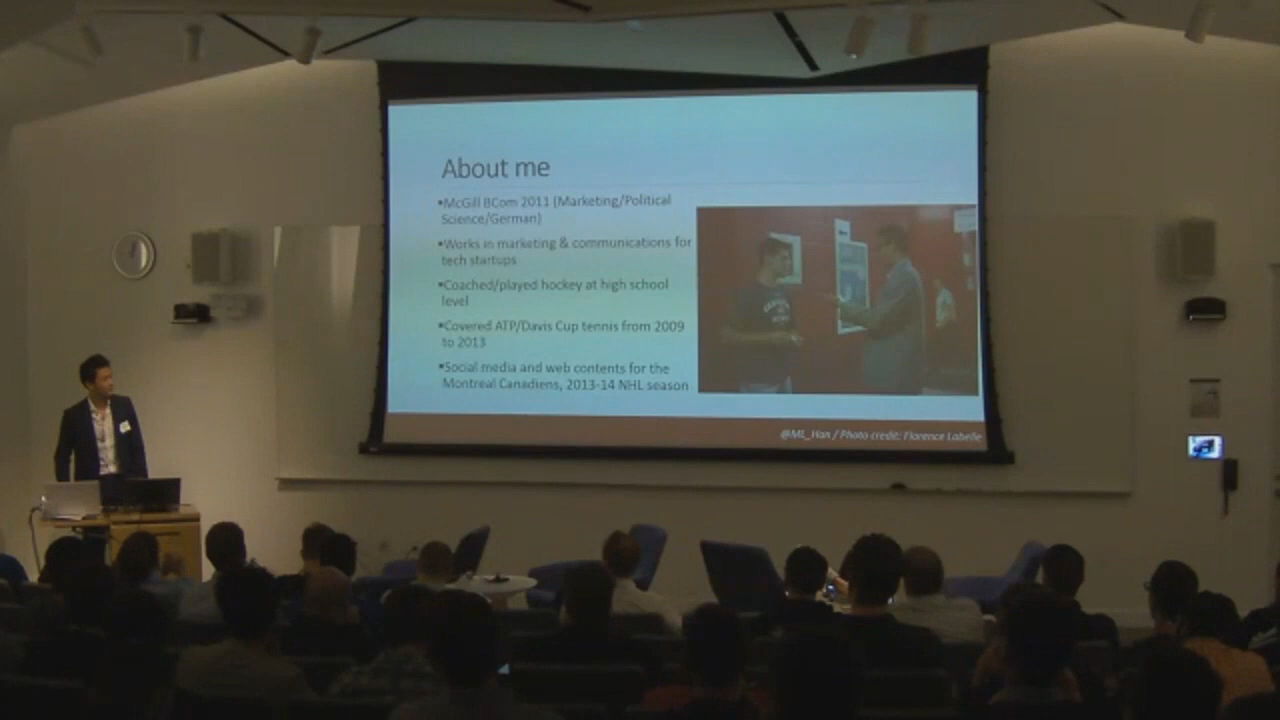 About me
▪McGill BCom 2011 (Marketing/Political
Science/German)
▪Works in marketing & communications for
tech startups
▪Coached/played hockey at high school
level
▪Covered ATP/Davis Cup tennis from 2009
to 2013
▪Social media and web contents for the
Montreal Canadiens, 2013-14 NHL season
@ML_Han / Photo credit: Florence Labelle